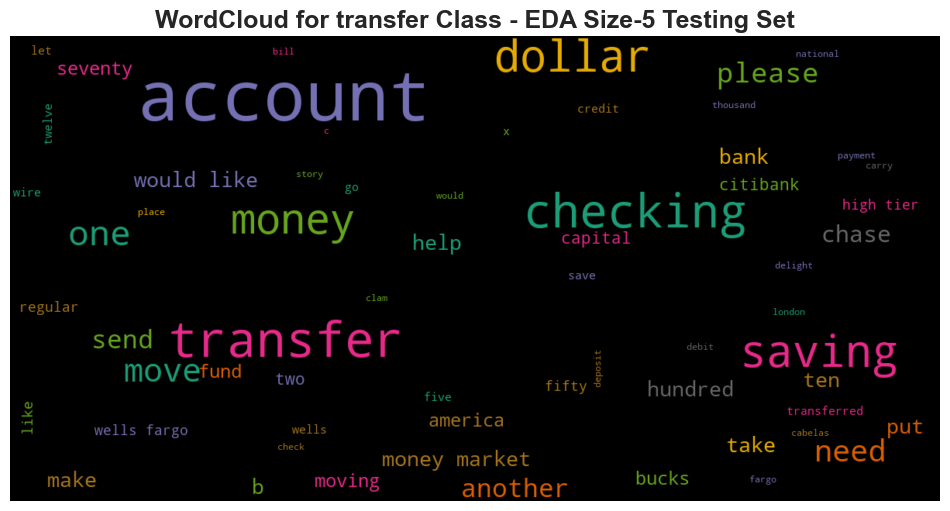 WordCloud for transfer Class - EDA Size-5 Testing Set
let
bill
dollar
national
seventy
please
account
twelve
credit
thousand
c
x
bank
payment
carry
story
would like
go
citibank
wire
would
high tier
place
money
checking
one
help
capital
chase
save
delight
regular
clam
london
send
transfer
debit
saving
move
fund
two
fifty
deposit
hundred
ten
five
like
transferred
america
wells fargo
wells
cabelas
put
check
take
need
money market
make
b
moving
another
bucks
fargo